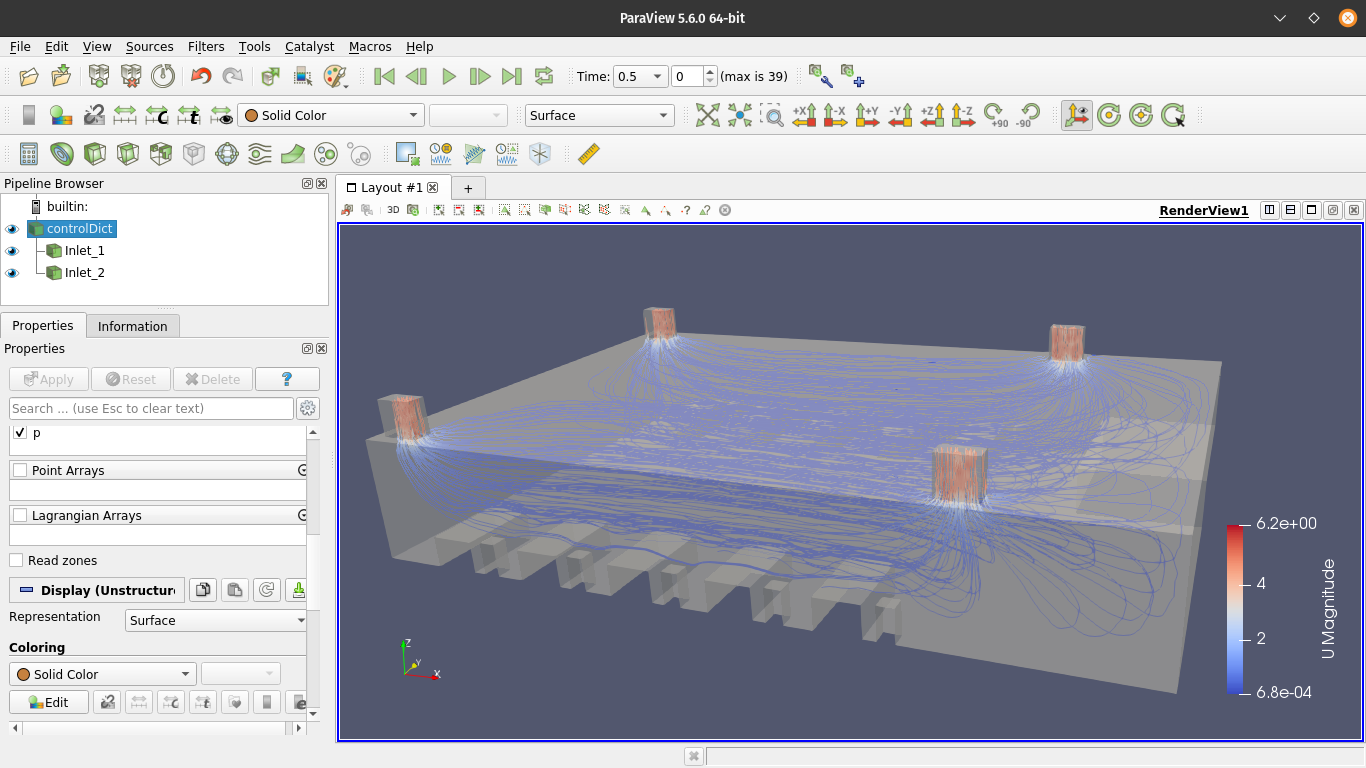 ParaView 5.6.0 64-bit
File Edit View Sources Filters Tools Catalyst Macros Help
Time: 0.5 0 (max is 39)
Solid Color Surface +X -X +Y -Y +Z -Z +90 -90
Pipeline Browser
builtin:
controlDict
Inlet_1
Inlet_2
Properties Information
Properties
Apply Reset Delete ?
Search ... (use Esc to clear text)
p
Point Arrays
Lagrangian Arrays
Read zones
Display (Unstructur
Representation Surface
Coloring
Solid Color
Edit
Layout #1 +
3D RenderView1
6.2e+00
4
2
6.8e-04
U Magnitude
Z
Y
X